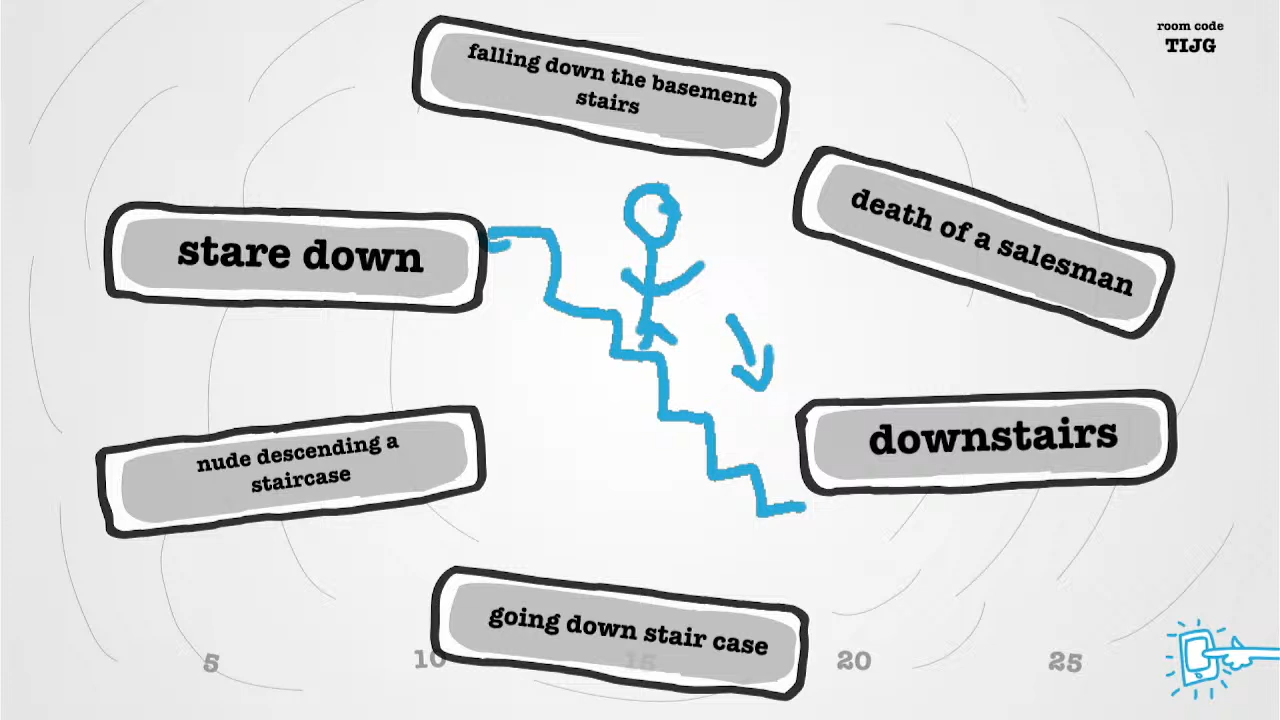 room code
TIJG
falling down the basement
stairs
death of a salesman
stare down
downstairs
nude descending a
staircase
going down stair case
5
10
15
20
25